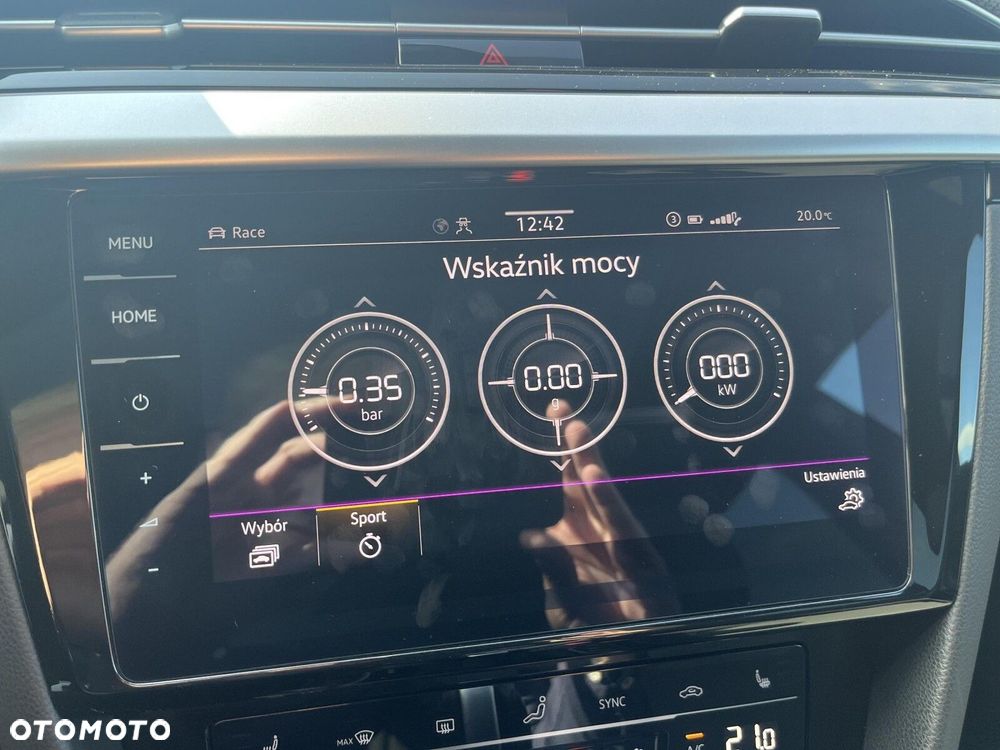 MENU
HOME
+
-
Race
12:42
3
20.0°C
Wskaźnik mocy
0.35
bar
0.00
g
000
kW
Wybór
Sport
Ustawienia
SYNC
MAX
A/C
21.0
OTOMOTO